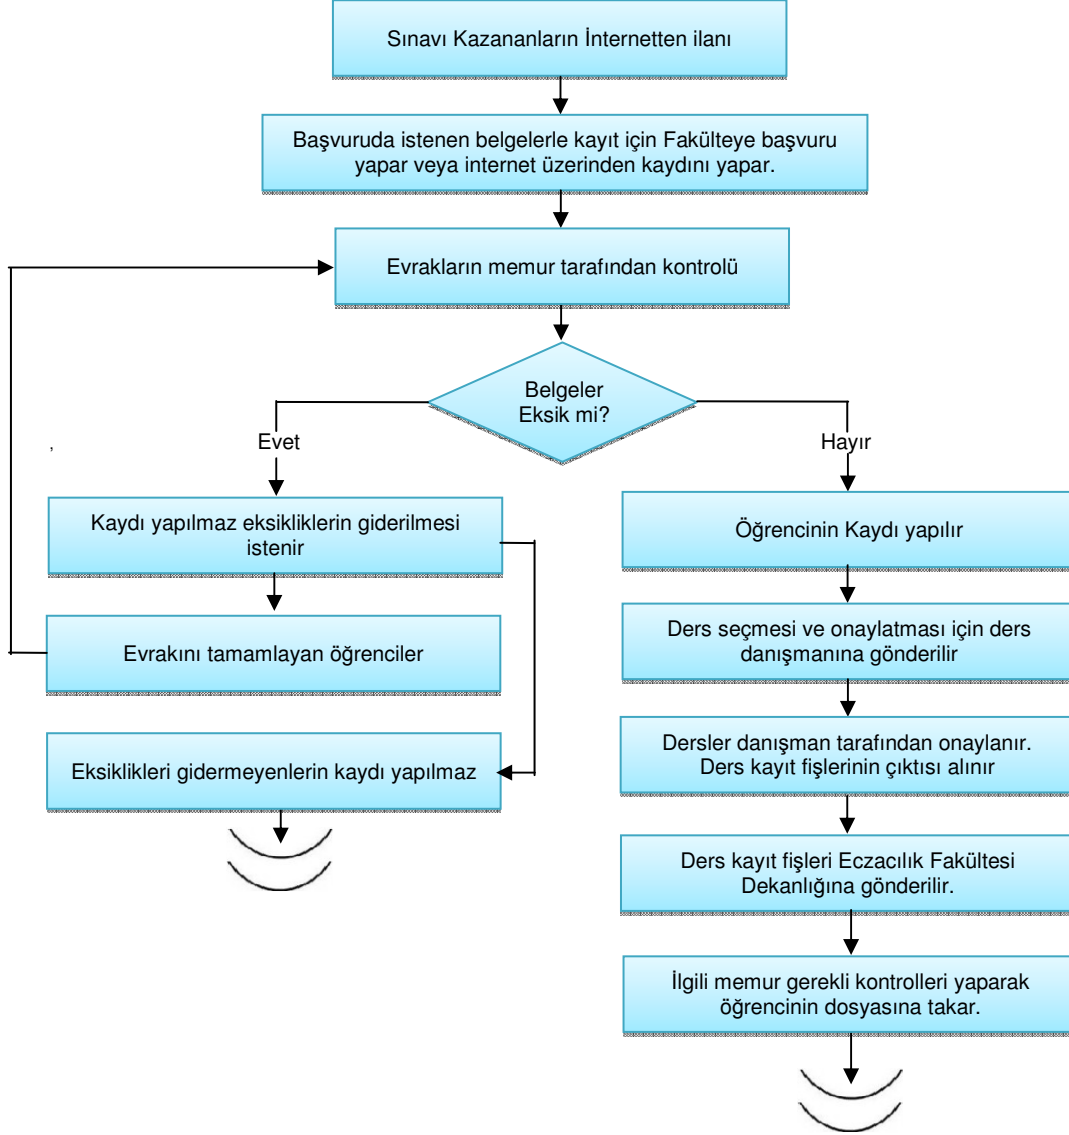 Sınavı Kazananların İnternetten ilanı
Başvuruda istenen belgelerle kayıt için Fakülteye başvuru
yapar veya internet üzerinden kaydını yapar.
Evrakların memur tarafından kontrolü
Belgeler
Eksik mi?
,
Evet
Hayır
Kaydı yapılmaz eksikliklerin giderilmesi
istenir
Evrakını tamamlayan öğrenciler
Eksiklikleri gidermeyenlerin kaydı yapılmaz
Öğrencinin Kaydı yapılır
Ders seçmesi ve onaylatması için ders
danışmanına gönderilir
Dersler danışman tarafından onaylanır.
Ders kayıt fişlerinin çıktısı alınır
Ders kayıt fişleri Eczacılık Fakültesi
Dekanlığına gönderilir.
İlgili memur gerekli kontrolleri yaparak
öğrencinin dosyasına takar.